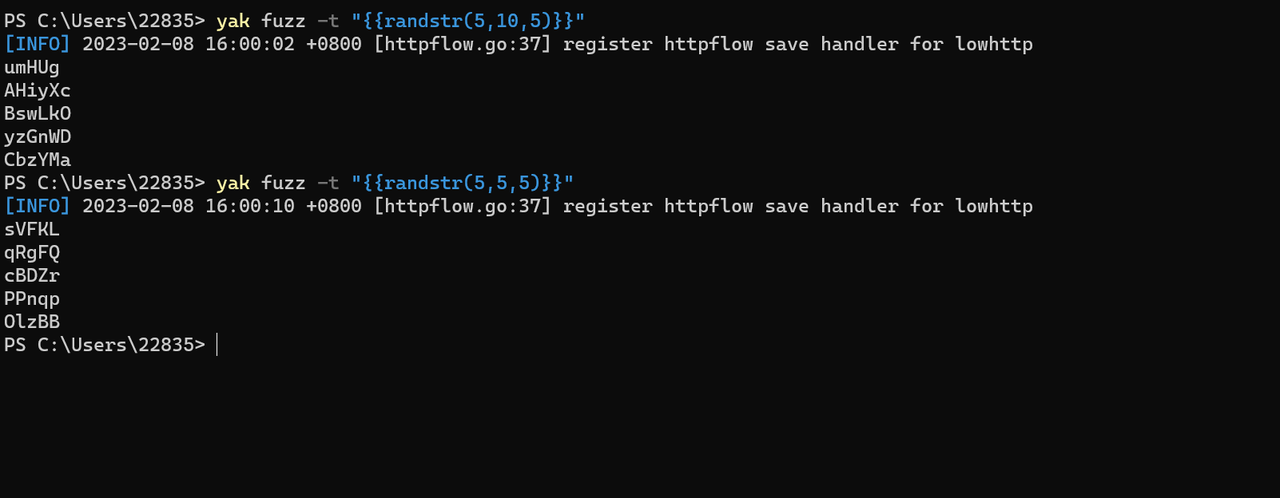 PS C:\Users\22835> yak fuzz -t "{{randstr(5,10,5)}}"
[INFO] 2023-02-08 16:00:02 +0800 [httpflow.go:37] register httpflow save handler for lowhttp
umHUg
AHiyXc
BswLkO
yzGnWD
CbzYMa
PS C:\Users\22835> yak fuzz -t "{{randstr(5,5,5)}}"
[INFO] 2023-02-08 16:00:10 +0800 [httpflow.go:37] register httpflow save handler for lowhttp
sVFKL
qRgFQ
cBDZr
PPnqp
OlzBB
PS C:\Users\22835>